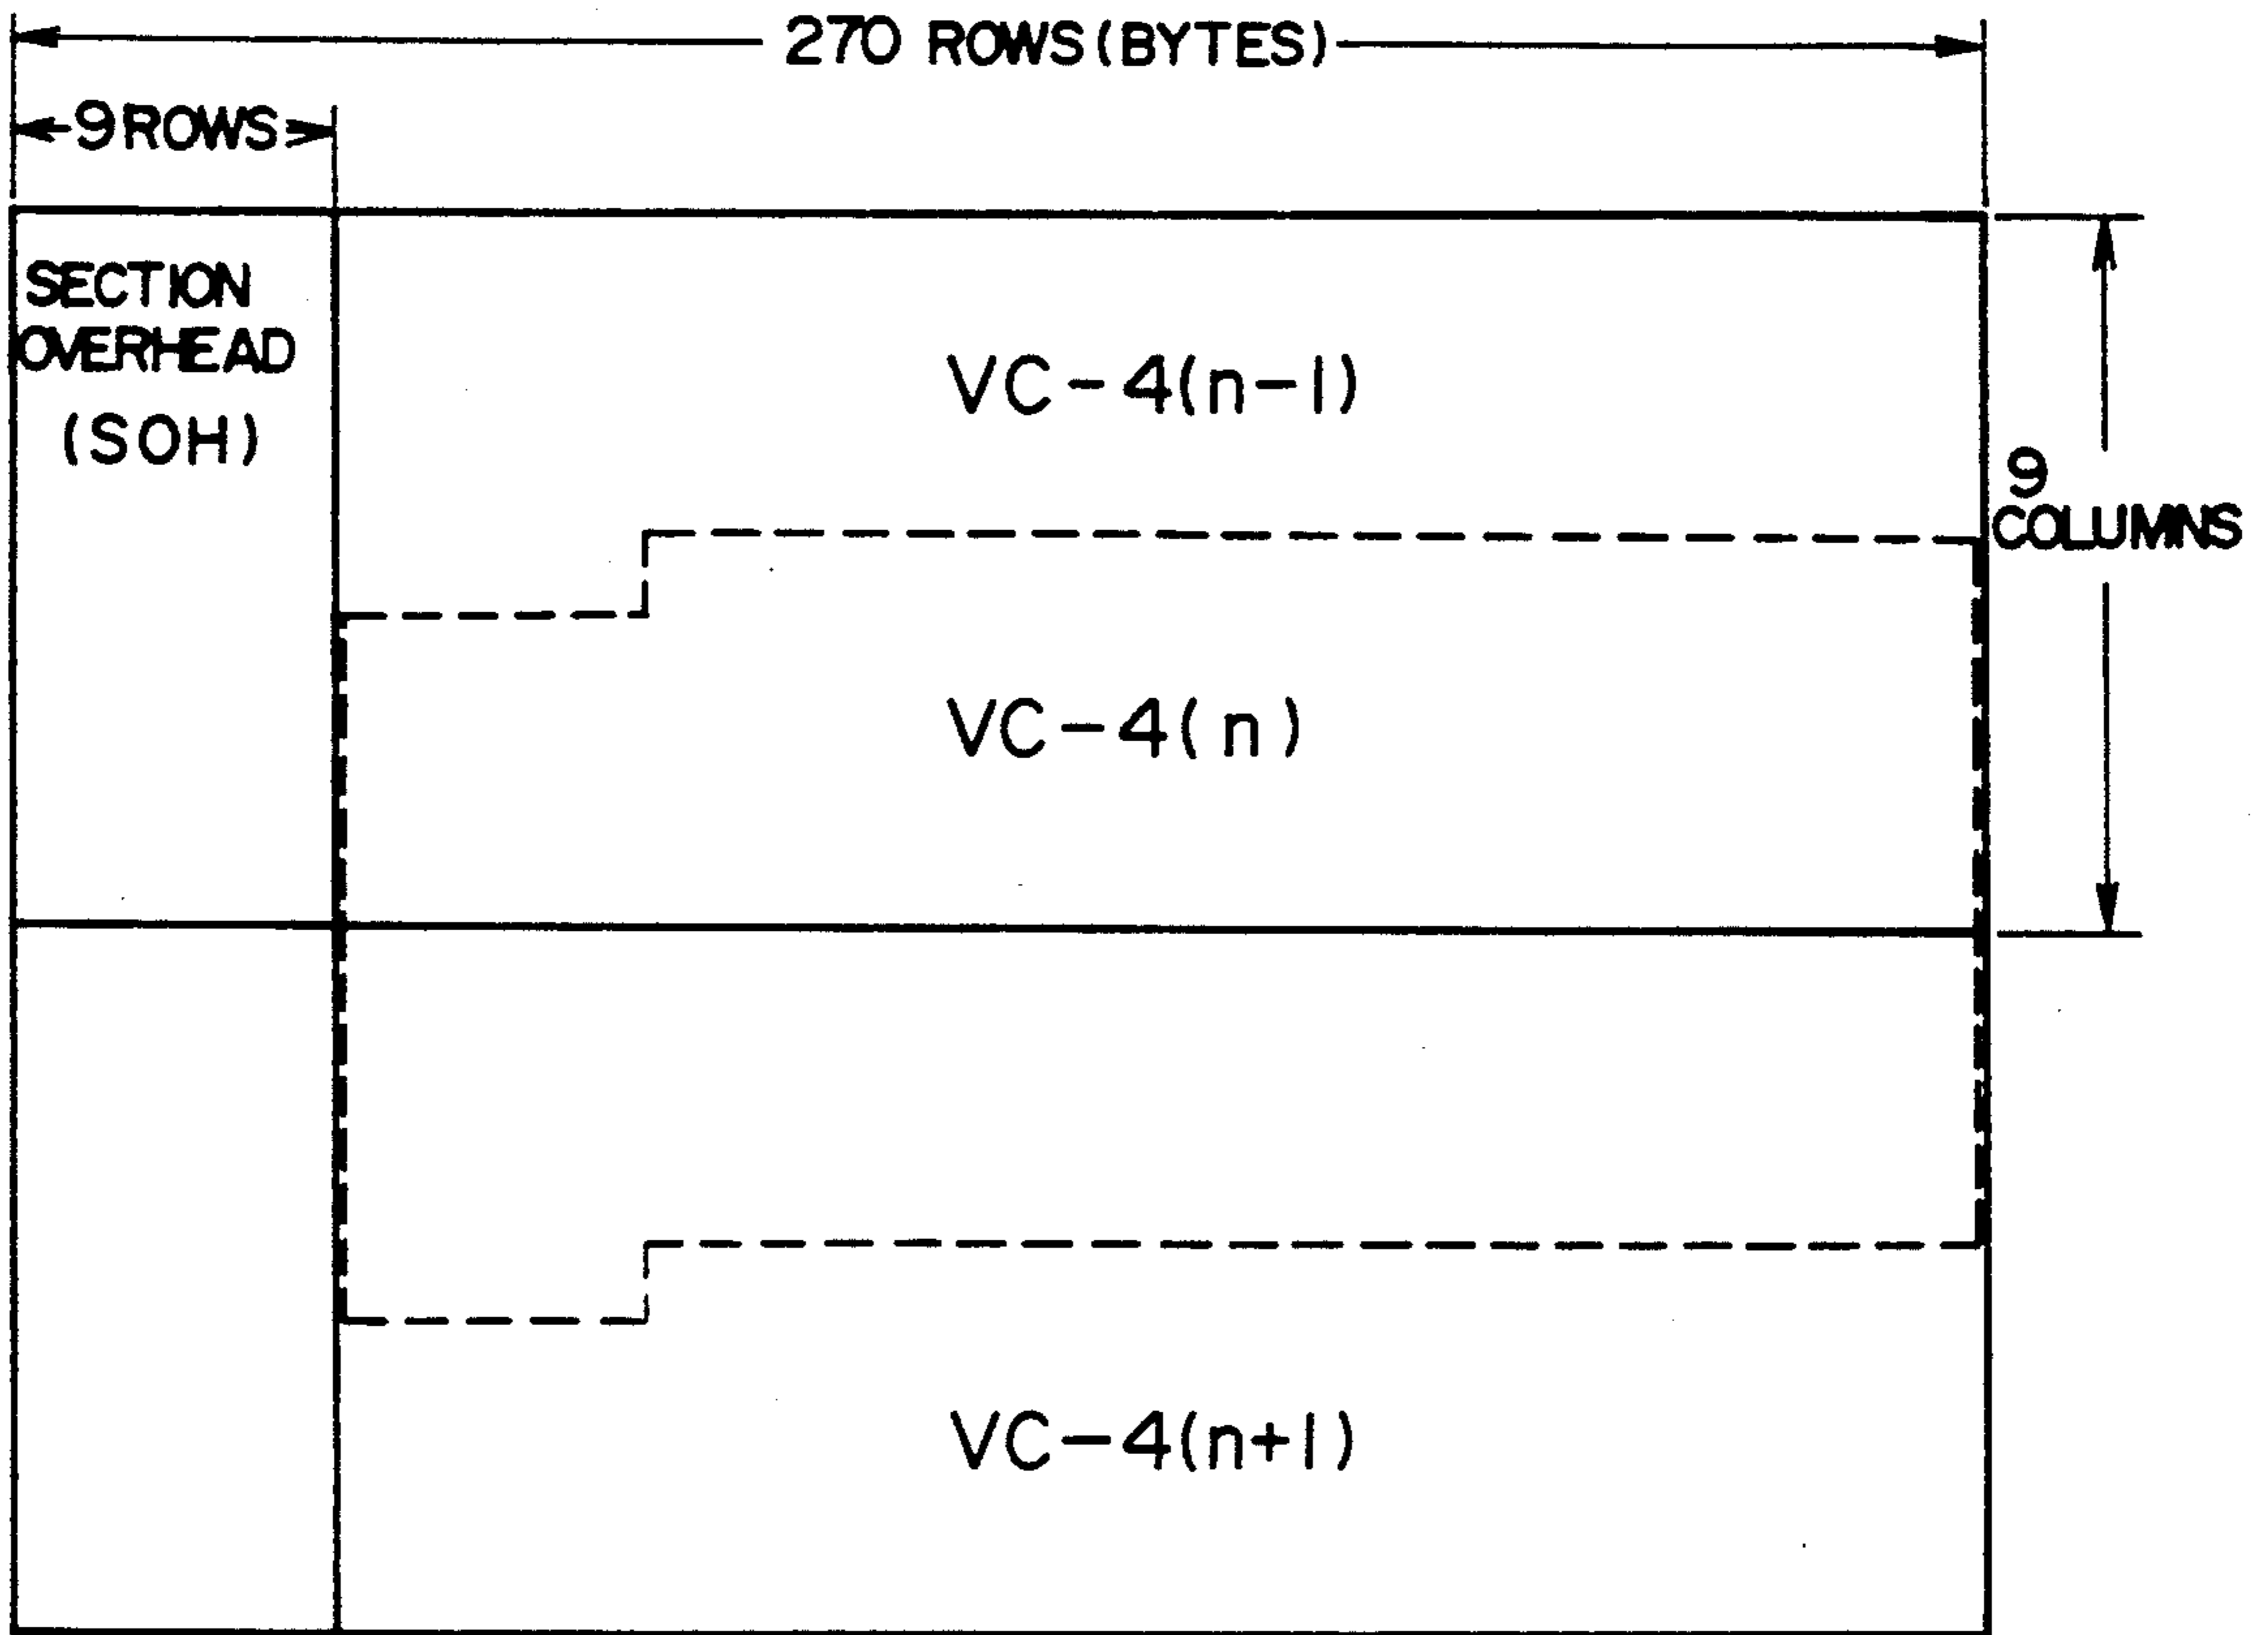 270 ROWS (BYTES)
9 ROWS
SECTION
OVERHEAD
(SOH)
VC-4(n-1)
9
COLUMNS
VC-4(n)
VC-4(n+1)